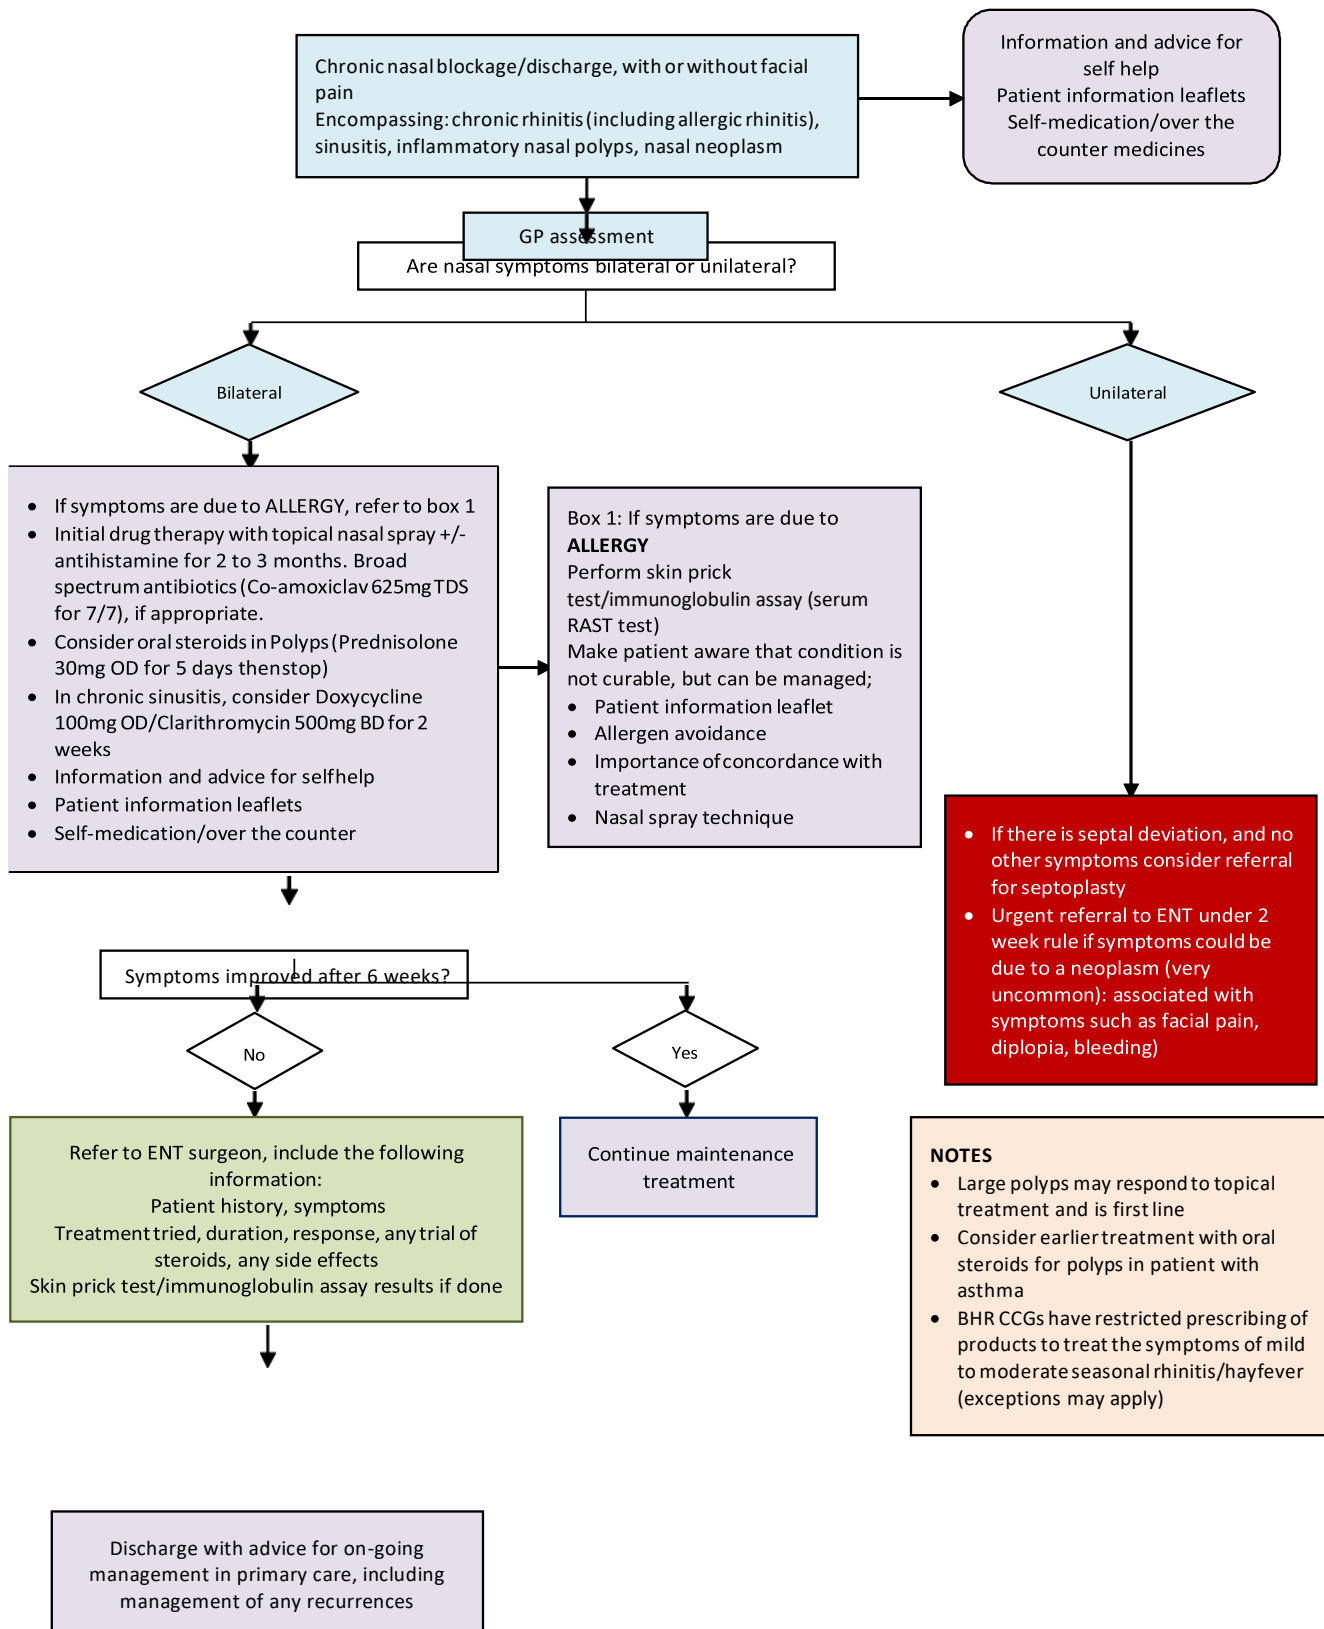 Chronic nasal blockage/discharge, with or without facial
pain
Encompassing: chronic rhinitis (including allergic rhinitis),
sinusitis, inflammatory nasal polyps, nasal neoplasm
Information and advice for
self help
Patient information leaflets
Self-medication/over the
counter medicines
GP assessment
Are nasal symptoms bilateral or unilateral?
Bilateral
Unilateral
• If symptoms are due to ALLERGY, refer to box 1
• Initial drug therapy with topical nasal spray +/-
antihistamine for 2 to 3 months. Broad
spectrum antibiotics (Co-amoxiclav 625mg TDS
for 7/7), if appropriate.
• Consider oral steroids in Polyps (Prednisolone
30mg OD for 5 days thenstop)
• In chronic sinusitis, consider Doxycycline
100mg OD/Clarithromycin 500mg BD for 2
weeks
• Information and advice for selfhelp
• Patient information leaflets
• Self-medication/over the counter
Box 1: If symptoms are due to
ALLERGY
Perform skin prick
test/immunoglobulin assay (serum
RAST test)
Make patient aware that condition is
not curable, but can be managed;
• Patient information leaflet
• Allergen avoidance
• Importance of concordance with
treatment
• Nasal spray technique
• If there is septal deviation, and no
other symptoms consider referral
for septoplasty
• Urgent referral to ENT under 2
week rule if symptoms could be
due to a neoplasm (very
uncommon): associated with
symptoms such as facial pain,
diplopia, bleeding)
Symptoms improved after 6 weeks?
No
Yes
Refer to ENT surgeon, include the following
information:
Patient history, symptoms
Treatment tried, duration, response, any trial of
steroids, any side effects
Skin prick test/immunoglobulin assay results if done
Continue maintenance
treatment
NOTES
• Large polyps may respond to topical
treatment and is first line
• Consider earlier treatment with oral
steroids for polyps in patient with
asthma
• BHR CCGs have restricted prescribing of
products to treat the symptoms of mild
to moderate seasonal rhinitis/hayfever
(exceptions may apply)
Discharge with advice for on-going
management in primary care, including
management of any recurrences